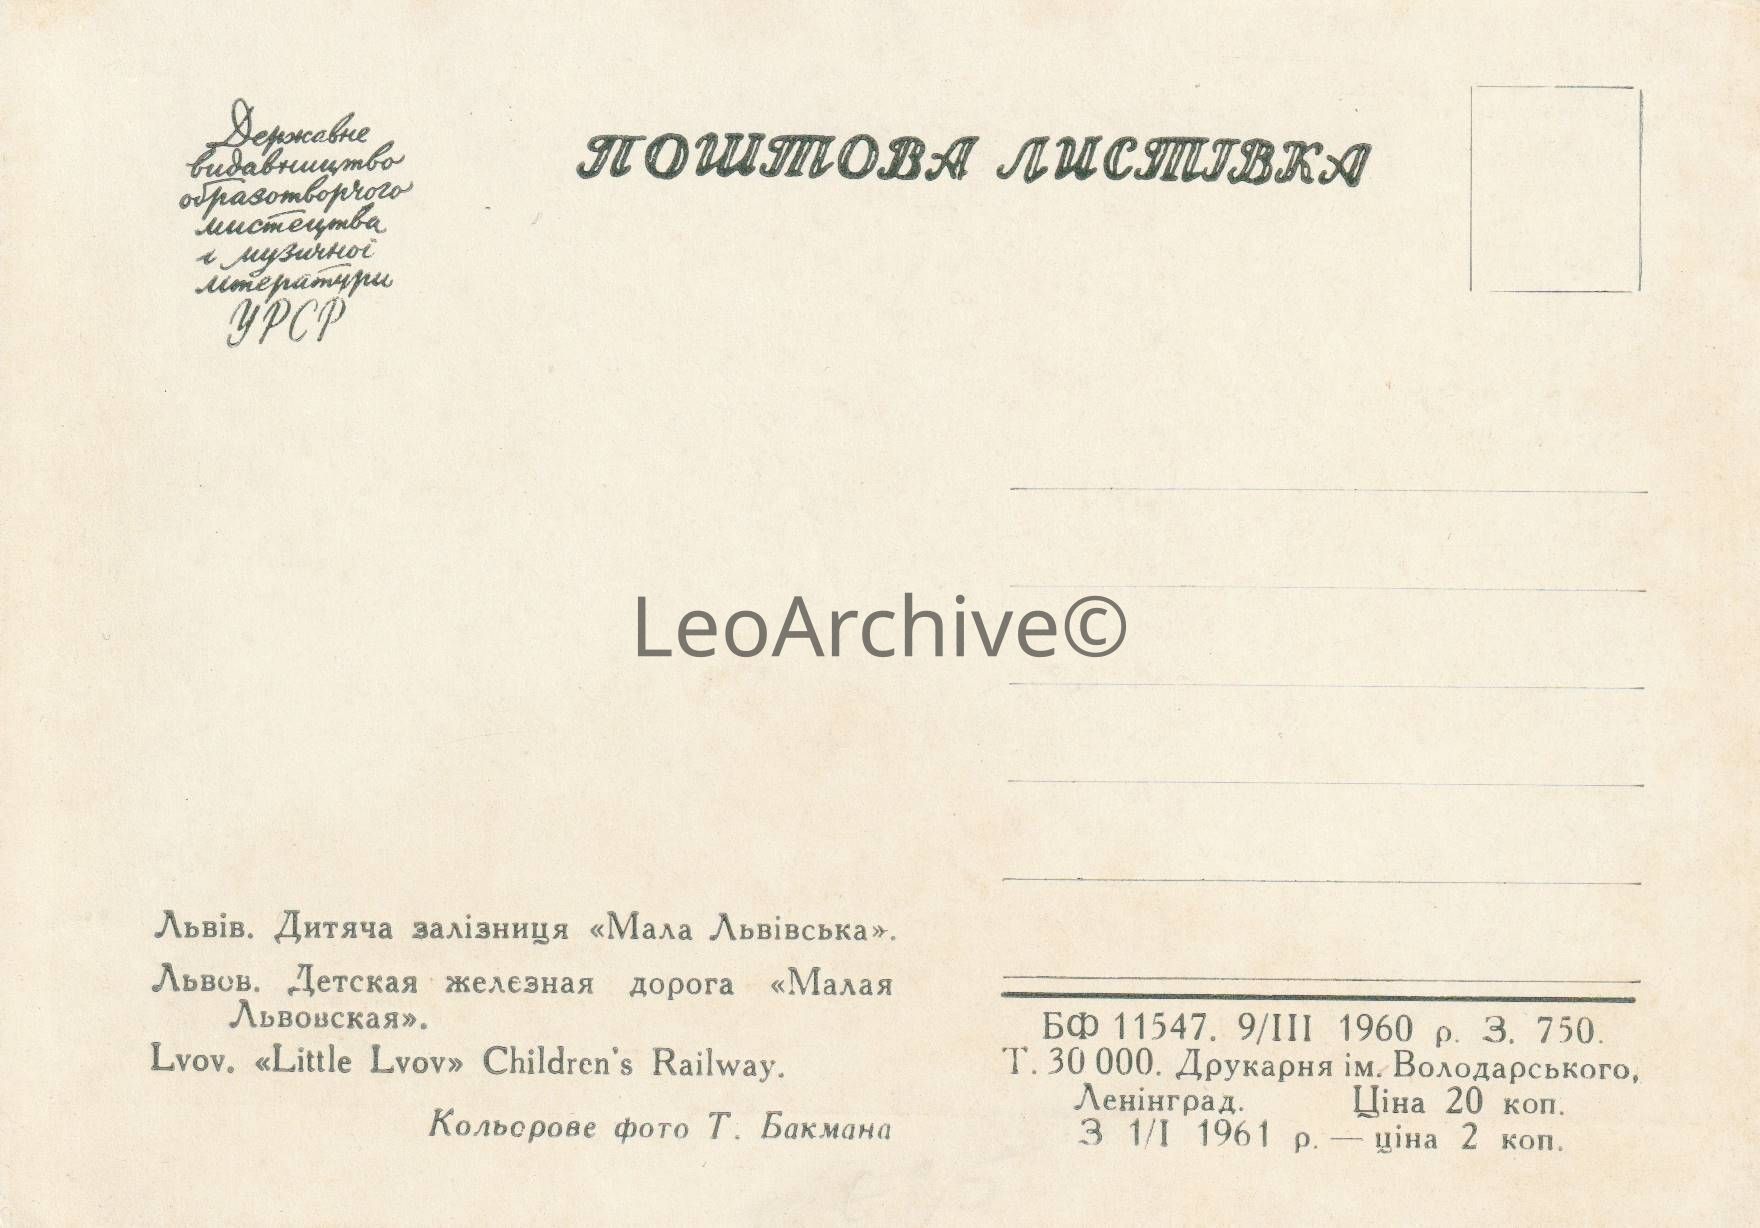 Державне
видавництво
образотворчого
мистецтва
і музичної
літератури
УРСР
ПОШТОВА ЛИСТІВКА
LeoArchive©
Львів. Дитяча залізниця «Мала Львівська».
Львов. Детская железная дорога «Малая
Львовская».
Lvov. «Little Lvov» Children's Railway.
Кольорове фото Т. Бакмана
БФ 11547. 9/III 1960 р. З. 750.
Т. 30 000. Друкарня ім. Володарського,
Ленінград. Ціна 20 коп.
З 1/I 1961 р. — ціна 2 коп.